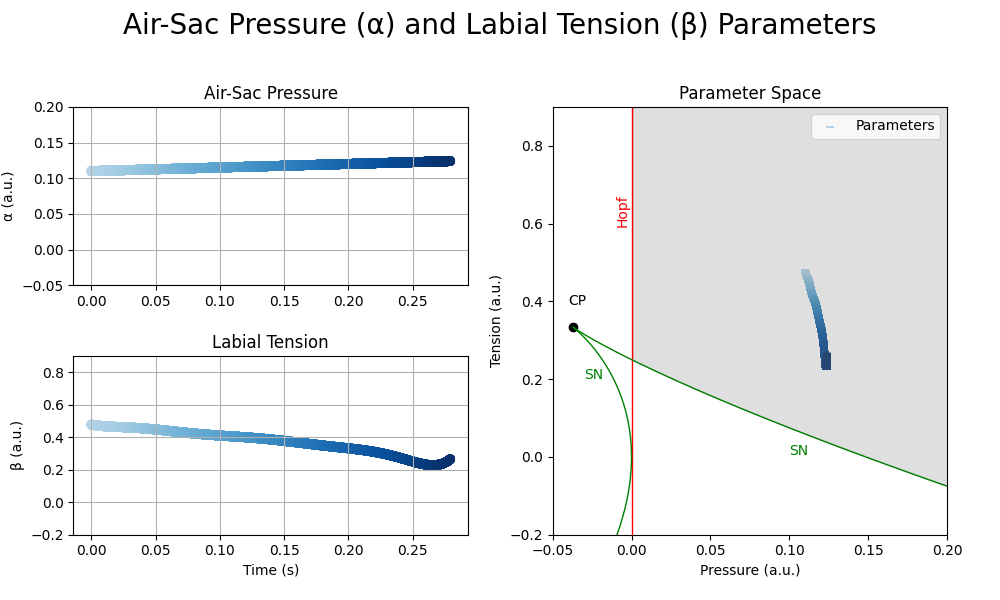 Air-Sac Pressure (α) and Labial Tension (β) Parameters
Air-Sac Pressure
α (a.u.)
0.20
0.15
0.10
0.05
0.00
−0.05
0.00 0.05 0.10 0.15 0.20 0.25
Labial Tension
β (a.u.)
0.8
0.6
0.4
0.2
0.0
−0.2
0.00 0.05 0.10 0.15 0.20 0.25
Time (s)
Parameter Space
Parameters
Tension (a.u.)
0.8
0.6
0.4
0.2
0.0
−0.2
Hopf
CP
SN
SN
−0.05 0.00 0.05 0.10 0.15 0.20
Pressure (a.u.)